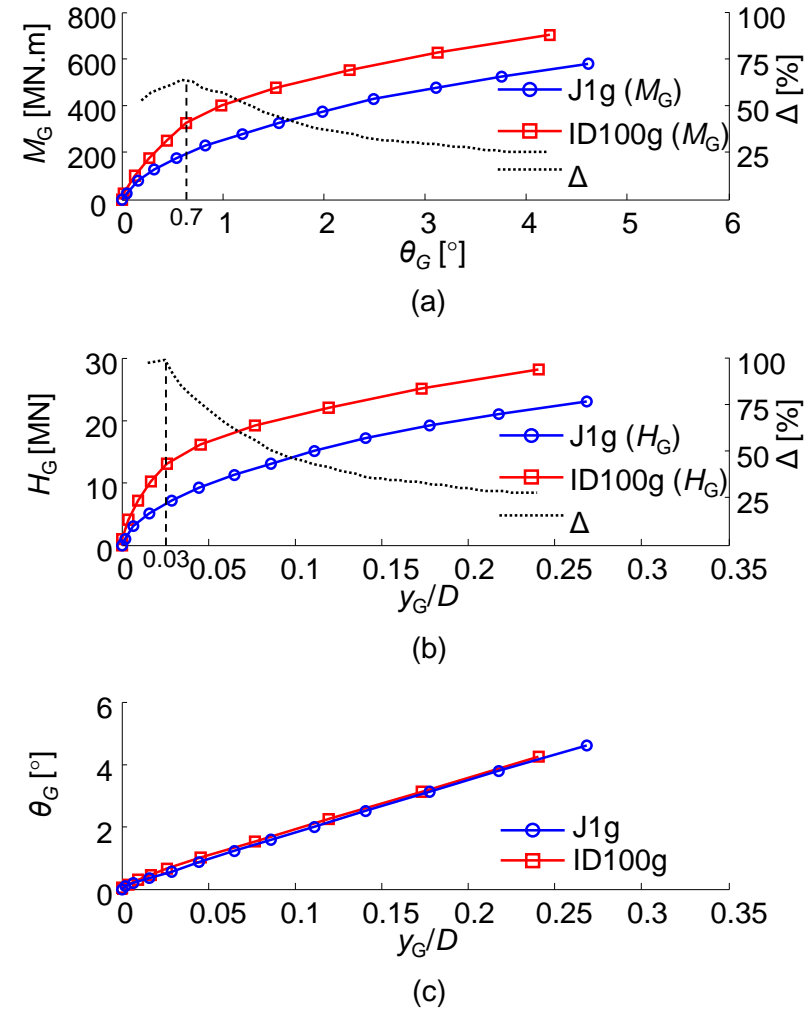 800
600
400
200
0
M_G [MN.m]
100
75
50
25
Δ [%]
J1g (M_G)
ID100g (M_G)
Δ
0 0.7 1 2 3 4 5 6
θ_G [°]
(a)
30
20
10
0
H_G [MN]
100
75
50
25
Δ [%]
J1g (H_G)
ID100g (H_G)
Δ
0 0.03 0.05 0.1 0.15 0.2 0.25 0.3 0.35
y_G/D
(b)
6
4
2
0
θ_G [°]
J1g
ID100g
0 0.05 0.1 0.15 0.2 0.25 0.3 0.35
y_G/D
(c)